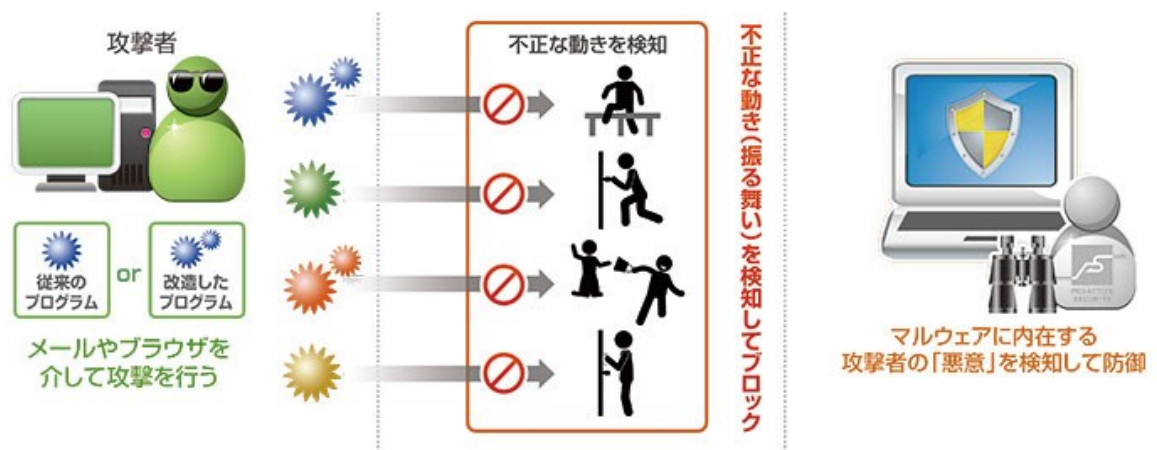 攻撃者
従来の
プログラム
or
改造した
プログラム
メールやブラウザを
介して攻撃を行う
不正な動きを検知
不正な動き(振る舞い)を検知してブロック
PROACTIVE
SECURITY
マルウェアに内在する
攻撃者の「悪意」を検知して防御